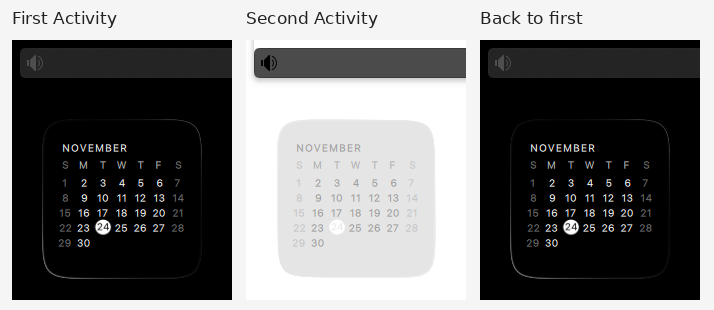 First Activity
Second Activity
Back to first
NOVEMBER
S M T W T F S
1 2 3 4 5 6 7
8 9 10 11 12 13 14
15 16 17 18 19 20 21
22 23 24 25 26 27 28
29 30
NOVEMBER
S M T W T F S
1 2 3 4 5 6 7
8 9 10 11 12 13 14
15 16 17 18 19 20 21
22 23 24 25 26 27 28
29 30
NOVEMBER
S M T W T F S
1 2 3 4 5 6 7
8 9 10 11 12 13 14
15 16 17 18 19 20 21
22 23 24 25 26 27 28
29 30